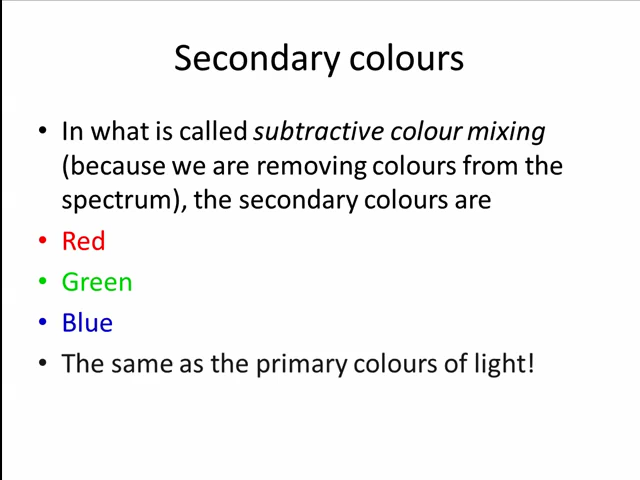 Secondary colours
• In what is called subtractive colour mixing
(because we are removing colours from the
spectrum), the secondary colours are
• Red
• Green
• Blue
• The same as the primary colours of light!